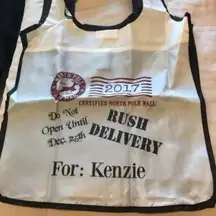 2017
CERTIFIED NORTH POLE MAIL
Do Not
Open Until
Dec. 25th
RUSH
DELIVERY
For: Kenzie